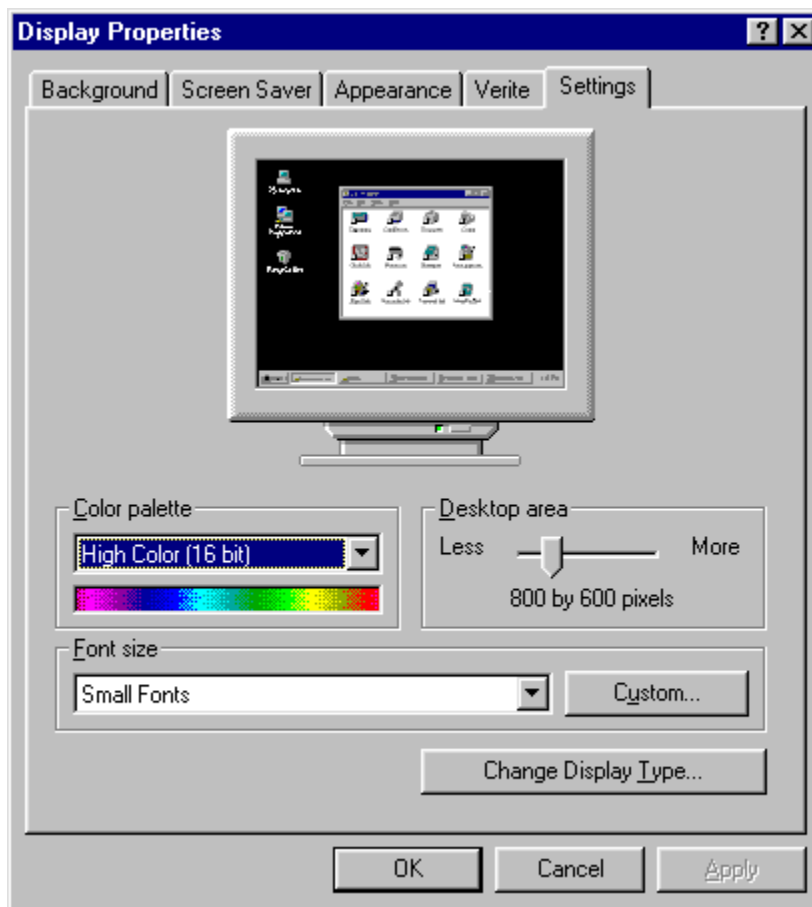 Display Properties
Background Screen Saver Appearance Verite Settings
Color palette
High Color (16 bit)
Desktop area
Less More
800 by 600 pixels
Font size
Small Fonts
Custom...
Change Display Type...
OK Cancel Apply